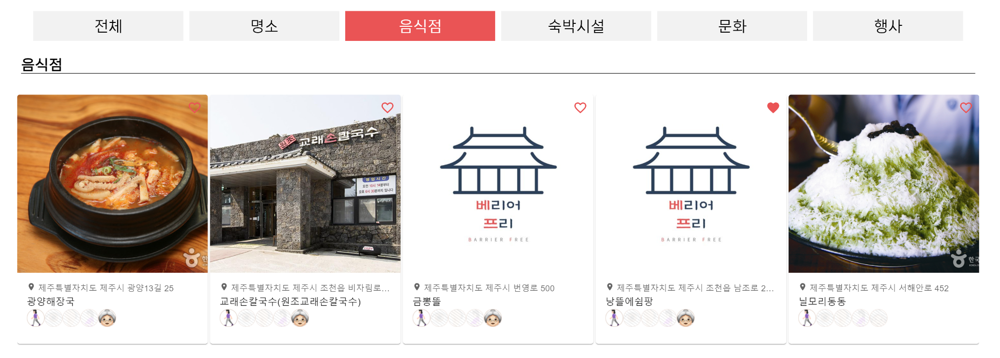 전체
명소
음식점
숙박시설
문화
행사
음식점
원조 교래손칼국수
영업시간
오전 10시 14분부터
오후 6시 30분까지 입니다
베리어
프리
BARRIER FREE
베리어
프리
BARRIER FREE
제주특별자치도 제주시 광양13길 25
광양해장국
제주특별자치도 제주시 조천읍 비자림로...
교래손칼국수(원조교래손칼국수)
제주특별자치도 제주시 번영로 500
금뽕뜰
제주특별자치도 제주시 조천읍 남조로 2...
낭뜰에쉼팡
제주특별자치도 제주시 서해안로 452
닐모리동동